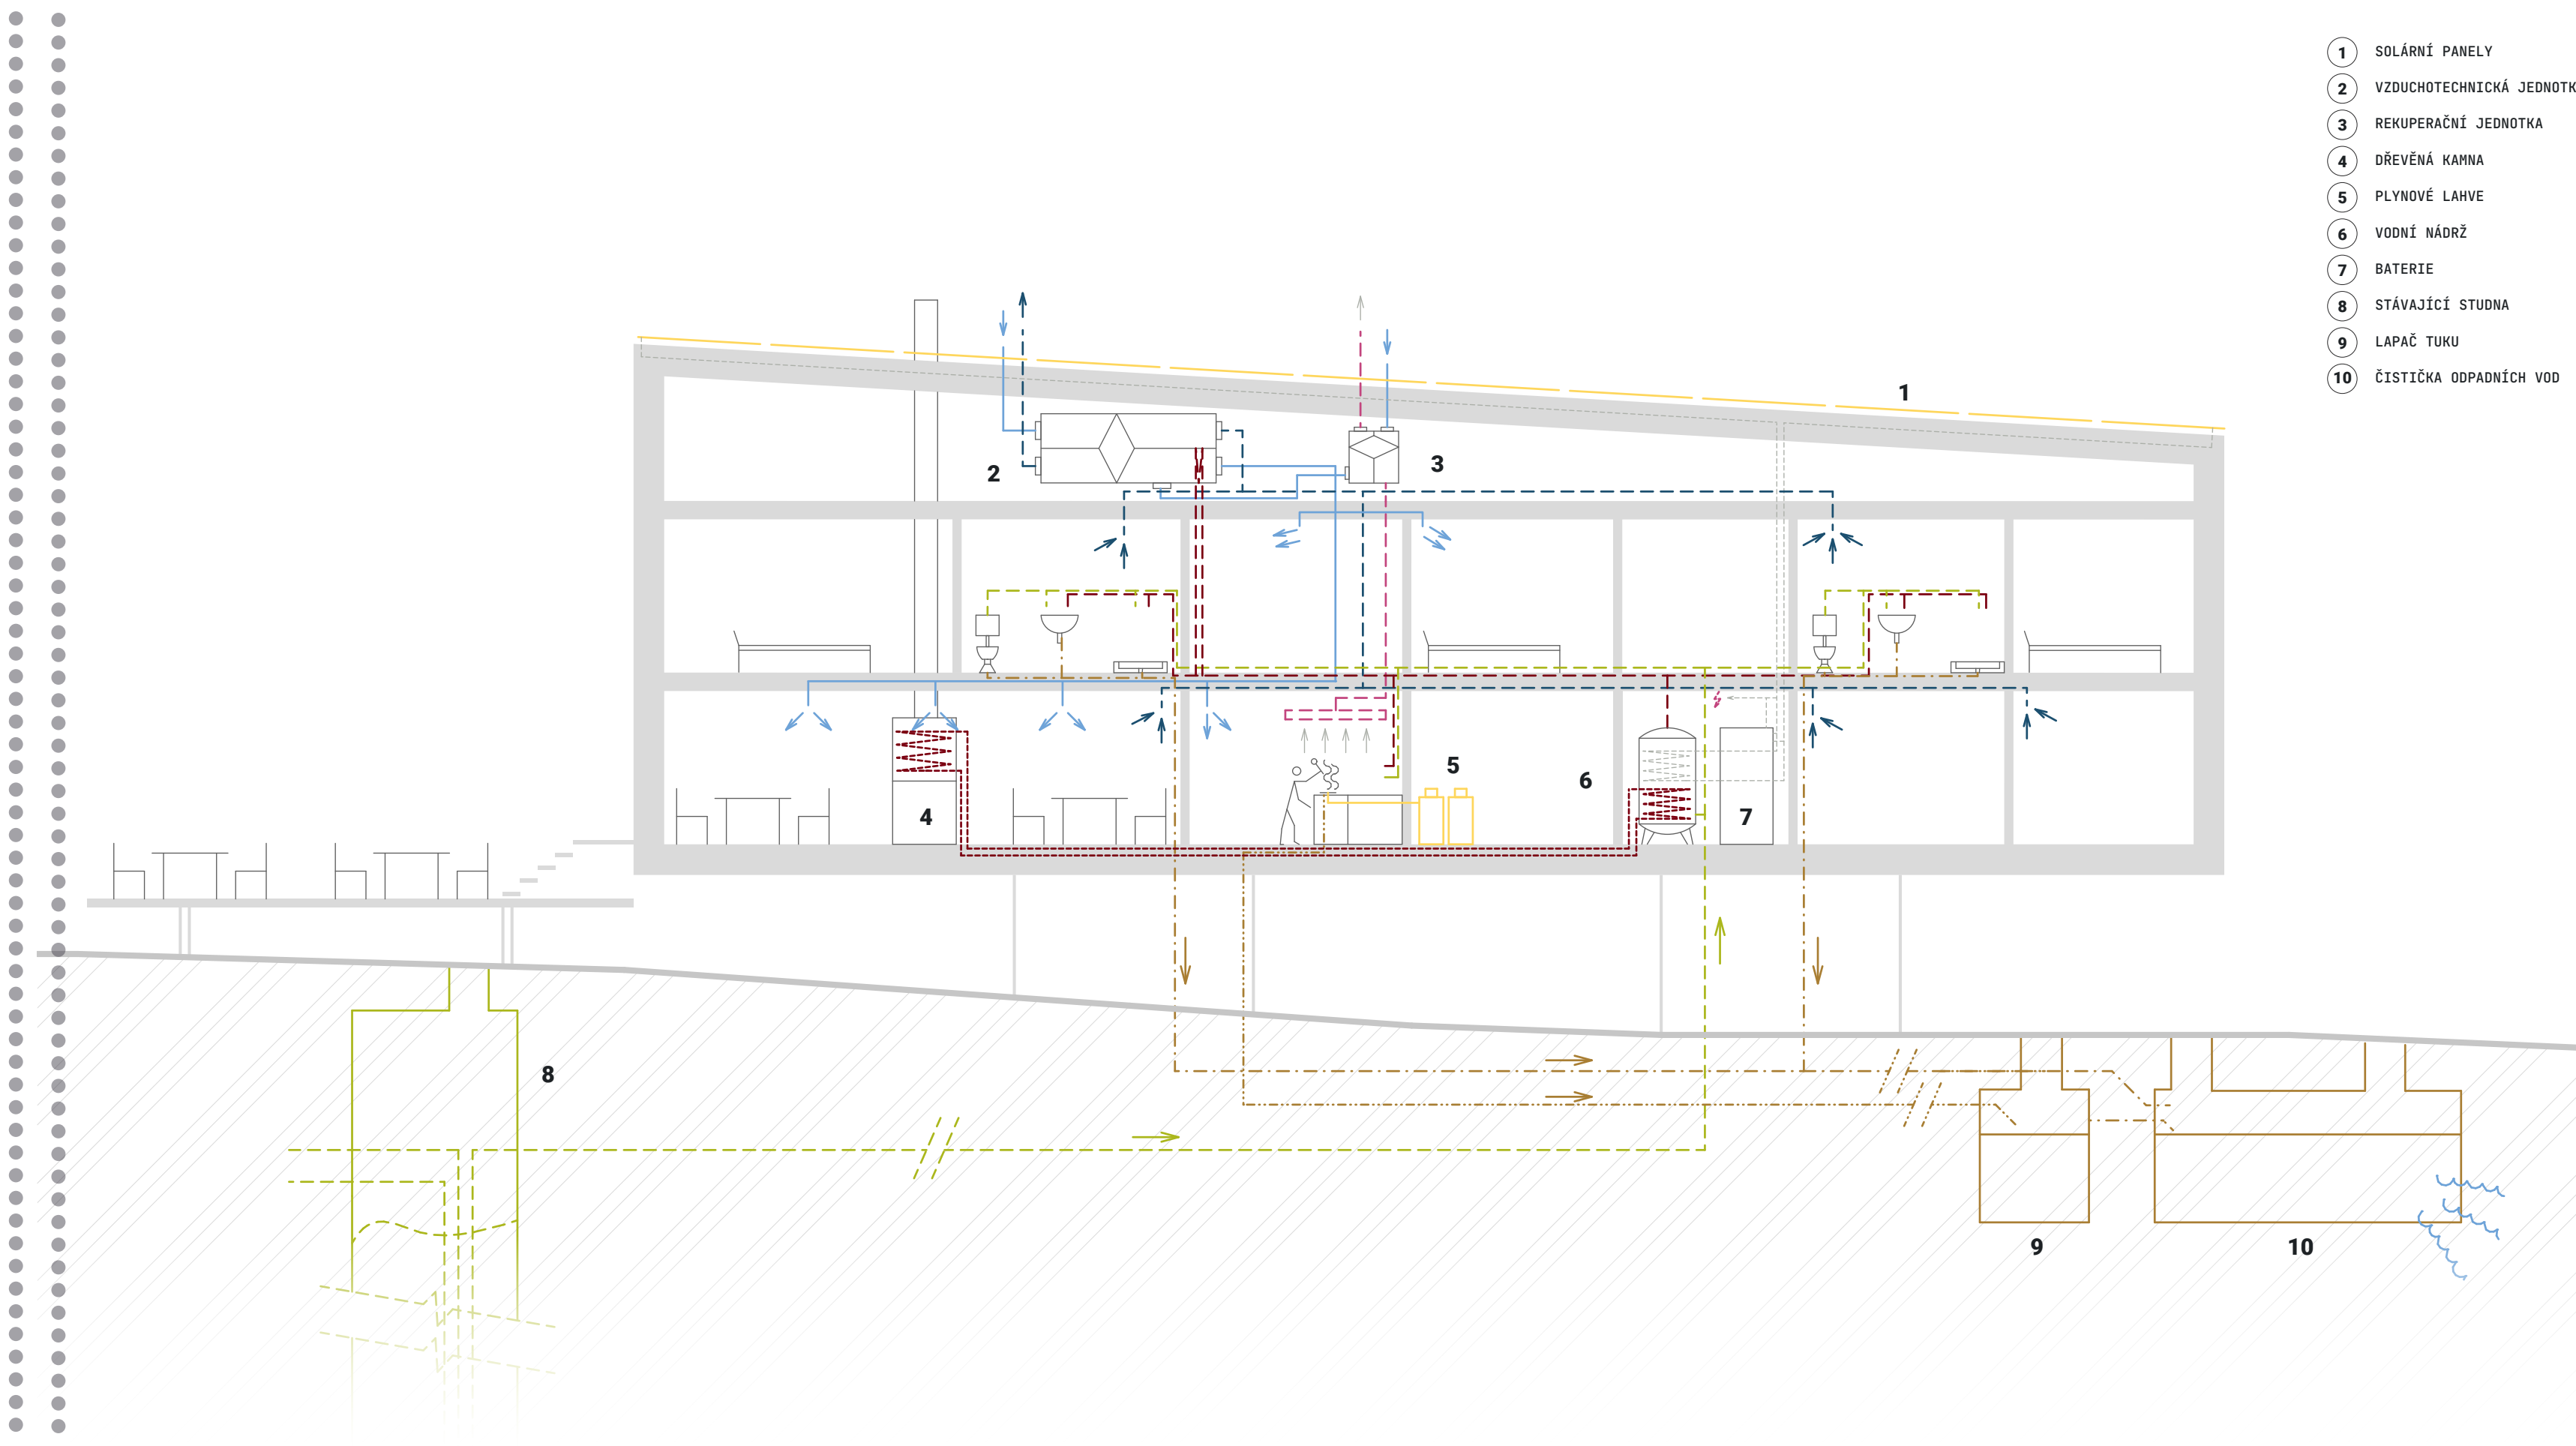 1 SOLÁRNÍ PANELY
2 VZDUCHOTECHNICKÁ JEDNOTK
3 REKUPERAČNÍ JEDNOTKA
4 DŘEVĚNÁ KAMNA
5 PLYNOVÉ LAHVE
6 VODNÍ NÁDRŽ
7 BATERIE
8 STÁVAJÍCÍ STUDNA
9 LAPAČ TUKU
10 ČISTIČKA ODPADNÍCH VOD
1
2
3
5
6
4
7
8
9
10